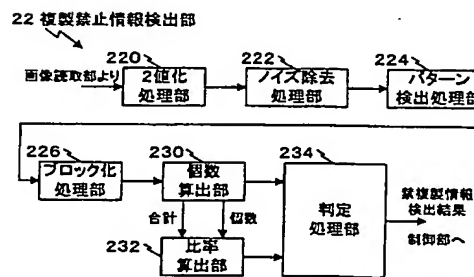 22 複製禁止情報検出部
画像読取部より
220
2値化
処理部
222
ノイズ除去
処理部
224
パターン
検出処理部
226
ブロック化
処理部
230
個数
算出部
合計
個数
232
比率
算出部
234
判定
処理部
禁複製情報
検出結果
制御部へ